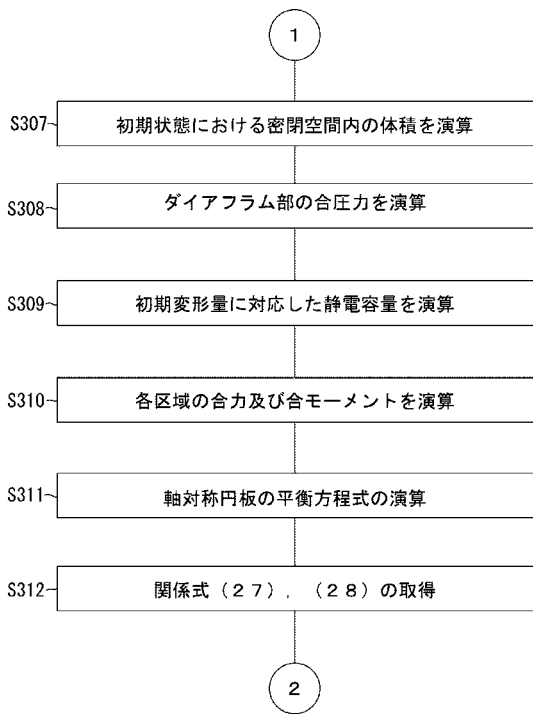 1
S307 初期状態における密閉空間内の体積を演算
S308 ダイアフラム部の合圧力を演算
S309 初期変形量に対応した静電容量を演算
S310 各区域の合力及び合モーメントを演算
S311 軸対称円板の平衡方程式の演算
S312 関係式（２７），（２８）の取得
2